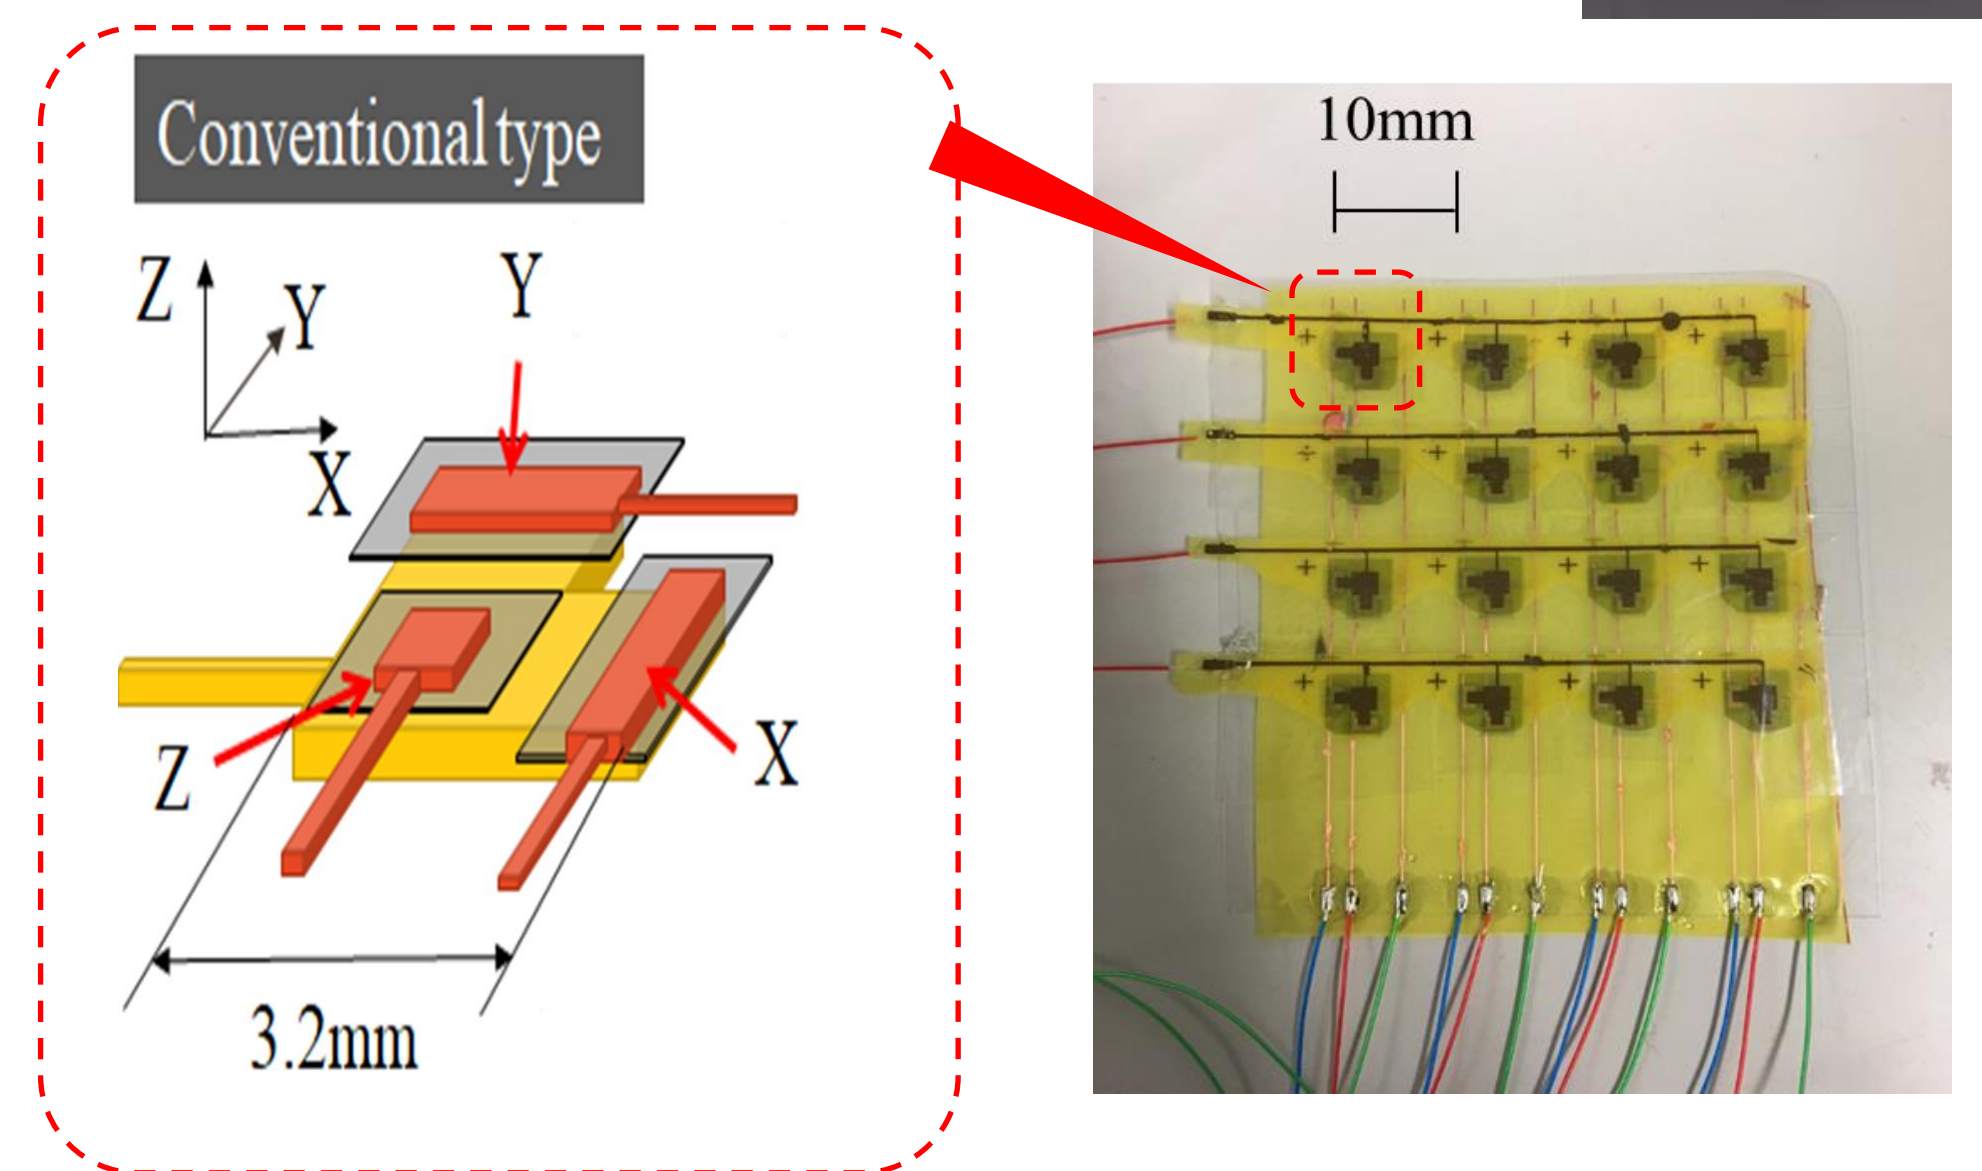 Conventional type
Z
Y
X
Y
Z
X
3.2mm
10mm
+ + + +
+ + + +
+ + + +
+ + + +